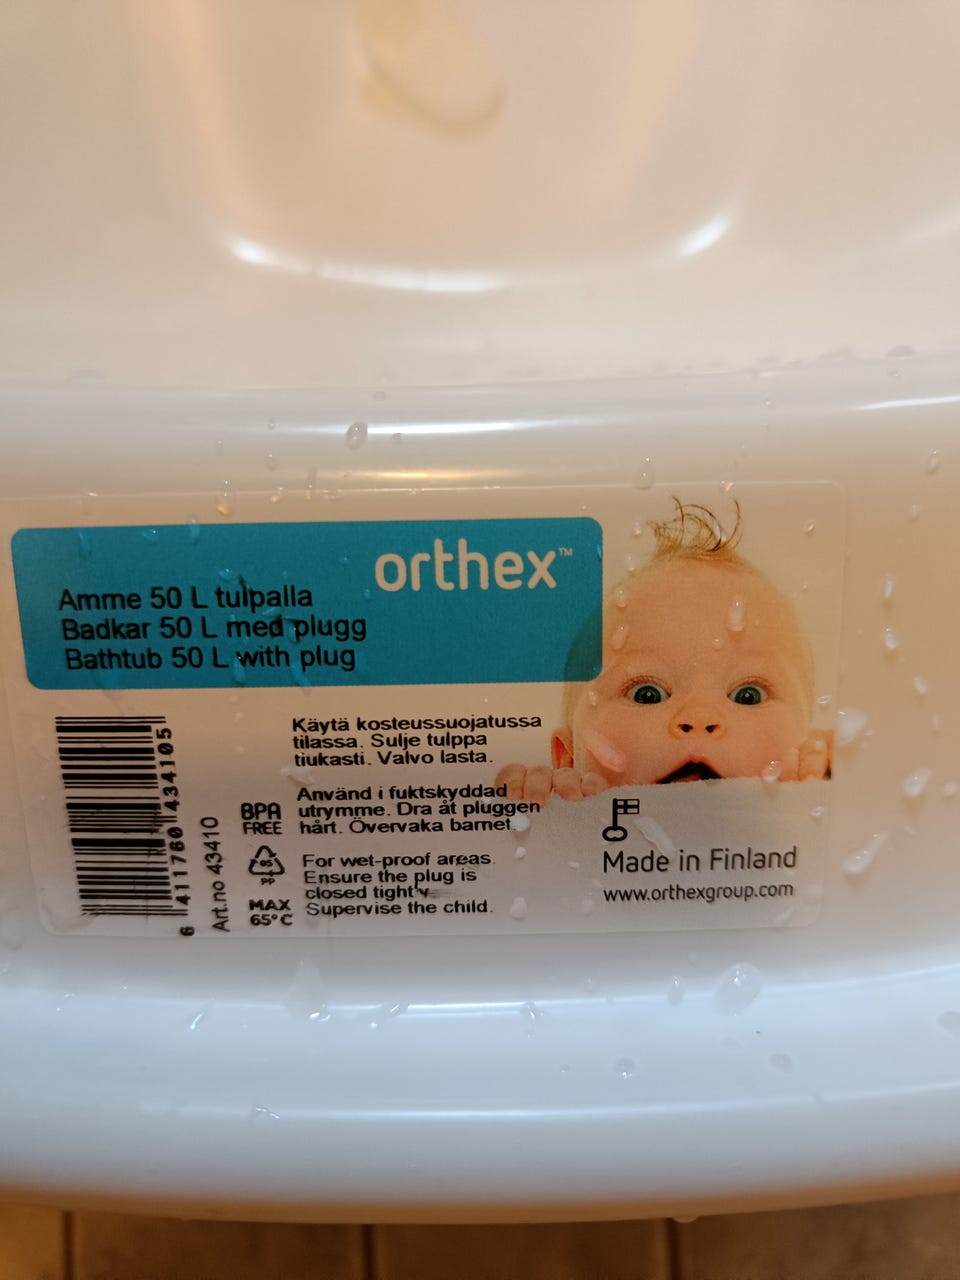 orthex™
Amme 50 L tulpalla
Badkar 50 L med plugg
Bathtub 50 L with plug
Käytä kosteussuojatussa
tilassa. Sulje tulppa
tiukasti. Valvo lasta.
Använd i fuktskyddad
utrymme. Dra åt pluggen
hårt. Övervaka barnet.
For wet-proof areas.
Ensure the plug is
closed tightly.
Supervise the child.
BPA
FREE
05
PP
MAX
65°C
6 411760 434105
Art.no 43410
Made in Finland
www.orthexgroup.com